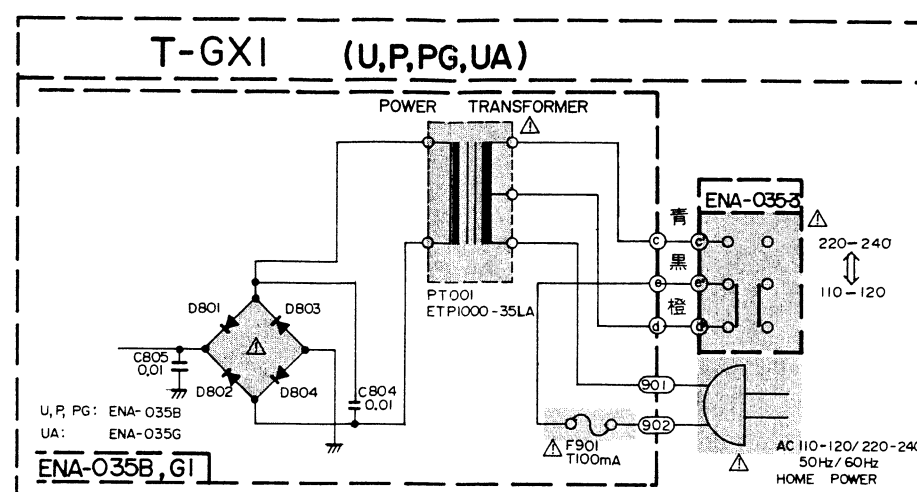 T-GX1 (U,P,PG,UA)
POWER TRANSFORMER
ENA-035-3
青
c c
220-240
黒
e e
110-120
橙
d d
PT001
ETP1000-35LA
D801
D803
C805
0.01
D802
D804
C804
0.01
901
902
U, P, PG: ENA-035B
UA: ENA-035G
F901
T100mA
AC 110-120/220-240
50Hz/60Hz
HOME POWER
ENA-035B, G1